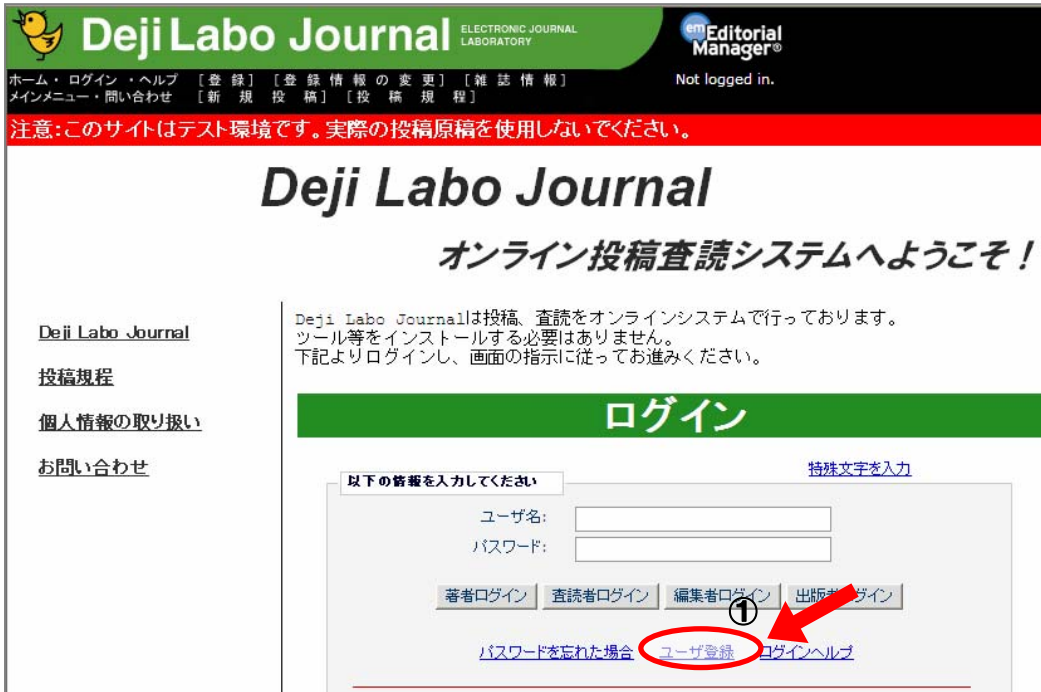 Deji Labo Journal ELECTRONIC JOURNAL LABORATORY
em Editorial Manager®
ホーム・ ログイン ・ヘルプ [登 録] [登 録 情 報 の 変 更] [雑 誌 情 報]
メインメニュー・問い合わせ [新 規 投 稿] [投 稿 規 程]
Not logged in.
注意:このサイトはテスト環境です。実際の投稿原稿を使用しないでください。
Deji Labo Journal
オンライン投稿査読システムへようこそ！
Deji Labo Journal
投稿規程
個人情報の取り扱い
お問い合わせ
Deji Labo Journalは投稿、査読をオンラインシステムで行っております。
ツール等をインストールする必要はありません。
下記よりログインし、画面の指示に従ってお進みください。
ログイン
特殊文字を入力
以下の情報を入力してください
ユーザ名:
パスワード:
著者ログイン 査読者ログイン 編集者ログイン 出版者ログイン
①
パスワードを忘れた場合 ユーザ登録 ログインヘルプ